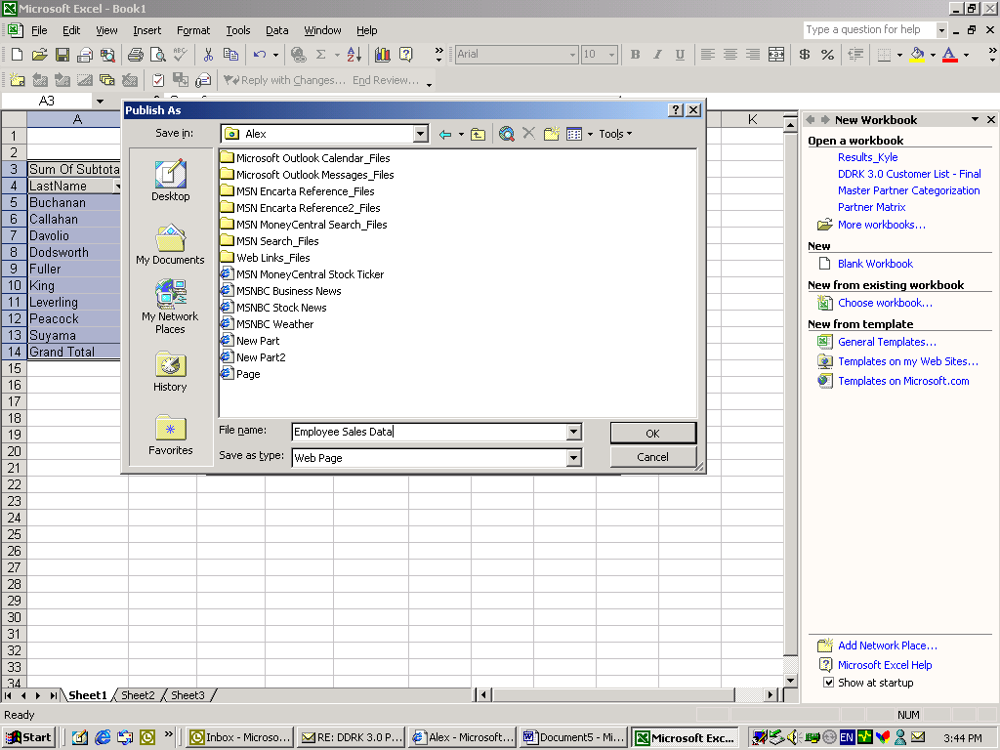 Microsoft Excel - Book1
File Edit View Insert Format Tools Data Window Help
Type a question for help
Arial 10 B I U $ %
Reply with Changes... End Review...
A3
Publish As
Save in: Alex Tools
Desktop
My Documents
My Network
Places
History
Favorites
Microsoft Outlook Calendar_Files
Microsoft Outlook Messages_Files
MSN Encarta Reference_Files
MSN Encarta Reference2_Files
MSN MoneyCentral Search_Files
MSN Search_Files
Web Links_Files
MSN MoneyCentral Stock Ticker
MSNBC Business News
MSNBC Stock News
MSNBC Weather
New Part
New Part2
Page
File name: Employee Sales Data OK
Save as type: Web Page Cancel
A K
1
2
3 Sum Of Subtota
4 LastName
5 Buchanan
6 Callahan
7 Davolio
8 Dodsworth
9 Fuller
10 King
11 Leverling
12 Peacock
13 Suyama
14 Grand Total
15
16
17
18
19
20
21
22
23
24
25
26
27
28
29
30
31
32
33
34
New Workbook
Open a workbook
Results_Kyle
DDRK 3.0 Customer List - Final
Master Partner Categorization
Partner Matrix
More workbooks...
New
Blank Workbook
New from existing workbook
Choose workbook...
New from template
General Templates...
Templates on my Web Sites...
Templates on Microsoft.com
Add Network Place...
Microsoft Excel Help
Show at startup
Sheet1 Sheet2 Sheet3
Ready NUM
Start Inbox - Microso... RE: DDRK 3.0 P... Alex - Microsoft... Document5 - Mi... Microsoft Exc... EN 3:44 PM